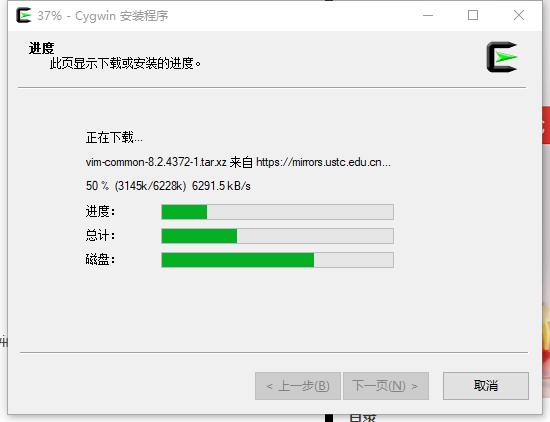 37% - Cygwin 安装程序
进度
此页显示下载或安装的进度。
正在下载...
vim-common-8.2.4372-1.tar.xz 来自 https://mirrors.ustc.edu.cn...
50 % (3145k/6228k) 6291.5 kB/s
进度：
总计：
磁盘：
< 上一步(B)
下一页(N) >
取消
目录